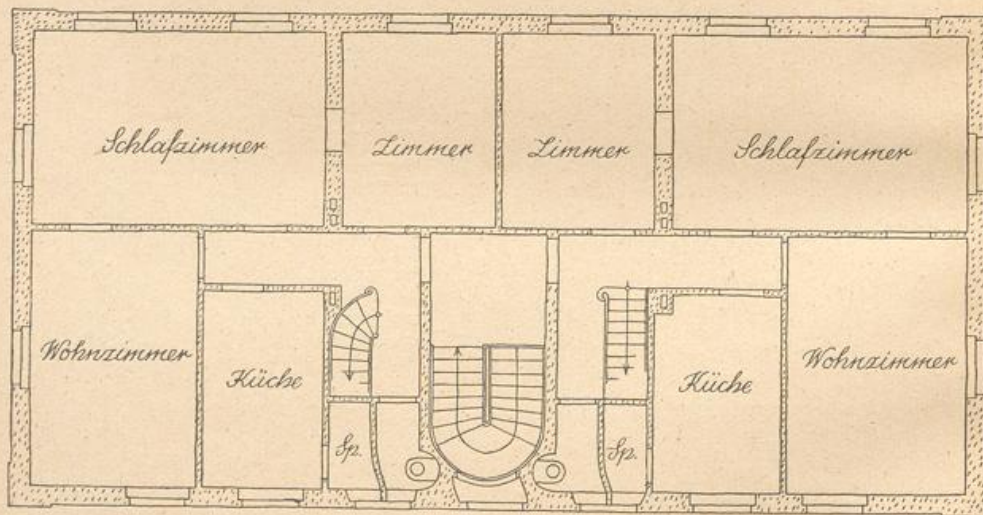 Schlafzimmer
Zimmer
Zimmer
Schlafzimmer
Wohnzimmer
Küche
Sp.
Sp.
Küche
Wohnzimmer